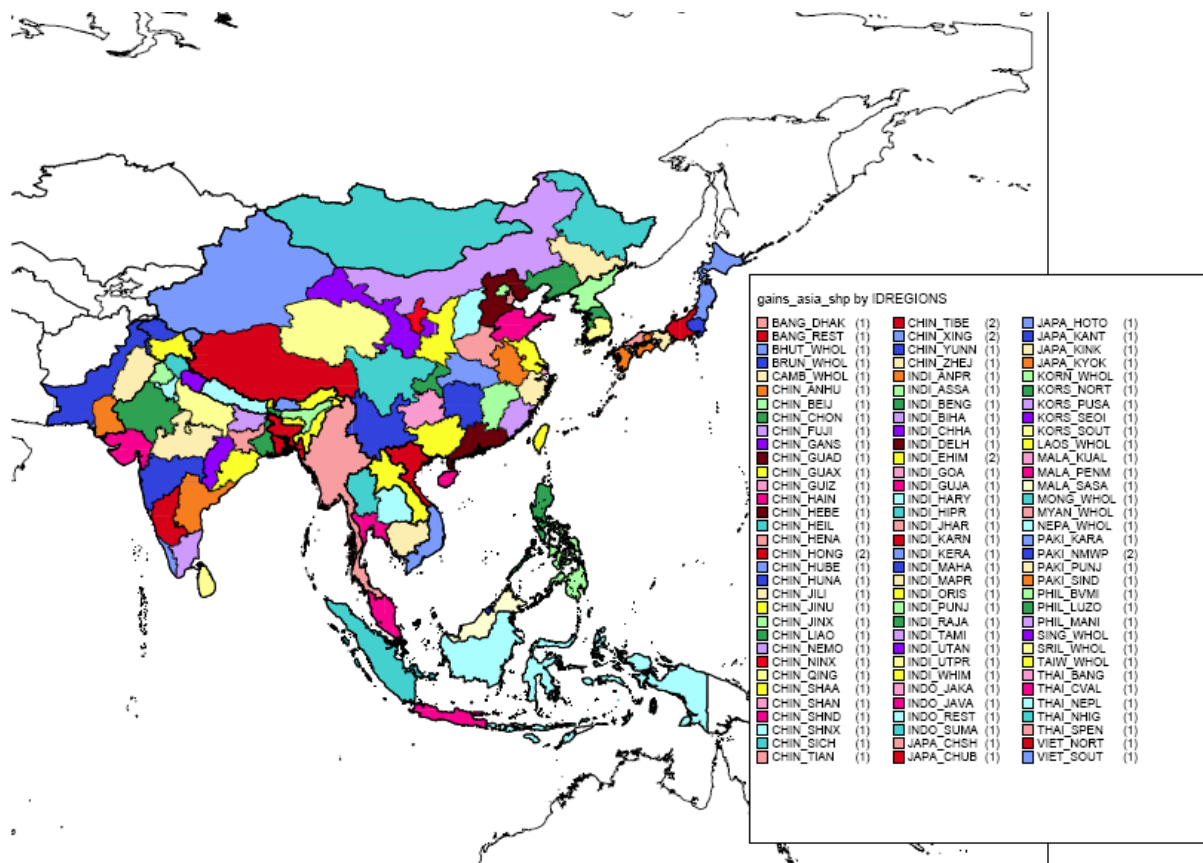 gains_asia_shp by IDREGIONS
BANG_DHAK (1)
BANG_REST (1)
BHUT_WHOL (1)
BRUN_WHOL (1)
CAMB_WHOL (1)
CHIN_ANHU (1)
CHIN_BEIJ (1)
CHIN_CHON (1)
CHIN_FUJI (1)
CHIN_GANS (1)
CHIN_GUAD (1)
CHIN_GUAX (1)
CHIN_GUIZ (1)
CHIN_HAIN (1)
CHIN_HEBE (1)
CHIN_HEIL (1)
CHIN_HENA (1)
CHIN_HONG (2)
CHIN_HUBE (1)
CHIN_HUNA (1)
CHIN_JILI (1)
CHIN_JINU (1)
CHIN_JINX (1)
CHIN_LIAO (1)
CHIN_NEMO (1)
CHIN_NINX (1)
CHIN_QING (1)
CHIN_SHAA (1)
CHIN_SHAN (1)
CHIN_SHND (1)
CHIN_SHNX (1)
CHIN_SICH (1)
CHIN_TIAN (1)
CHIN_TIBE (2)
CHIN_XING (2)
CHIN_YUNN (1)
CHIN_ZHEJ (1)
INDI_ANPR (1)
INDI_ASSA (1)
INDI_BENG (1)
INDI_BIHA (1)
INDI_CHHA (1)
INDI_DELH (1)
INDI_EHIM (2)
INDI_GOA (1)
INDI_GUJA (1)
INDI_HARY (1)
INDI_HIPR (1)
INDI_JHAR (1)
INDI_KARN (1)
INDI_KERA (1)
INDI_MAHA (1)
INDI_MAPR (1)
INDI_ORIS (1)
INDI_PUNJ (1)
INDI_RAJA (1)
INDI_TAMI (1)
INDI_UTAN (1)
INDI_UTPR (1)
INDI_WHIM (1)
INDO_JAKA (1)
INDO_JAVA (1)
INDO_REST (1)
INDO_SUMA (1)
JAPA_CHSH (1)
JAPA_CHUB (1)
JAPA_HOTO (1)
JAPA_KANT (1)
JAPA_KINK (1)
JAPA_KYOK (1)
KORN_WHOL (1)
KORS_NORT (1)
KORS_PUSA (1)
KORS_SEOI (1)
KORS_SOUT (1)
LAOS_WHOL (1)
MALA_KUAL (1)
MALA_PENM (1)
MALA_SASA (1)
MONG_WHOL (1)
MYAN_WHOL (1)
NEPA_WHOL (1)
PAKI_KARA (1)
PAKI_NMWP (2)
PAKI_PUNJ (1)
PAKI_SIND (1)
PHIL_BVMI (1)
PHIL_LUZO (1)
PHIL_MANI (1)
SING_WHOL (1)
SRIL_WHOL (1)
TAIW_WHOL (1)
THAI_BANG (1)
THAI_CVAL (1)
THAI_NEPL (1)
THAI_NHIG (1)
THAI_SPEN (1)
VIET_NORT (1)
VIET_SOUT (1)